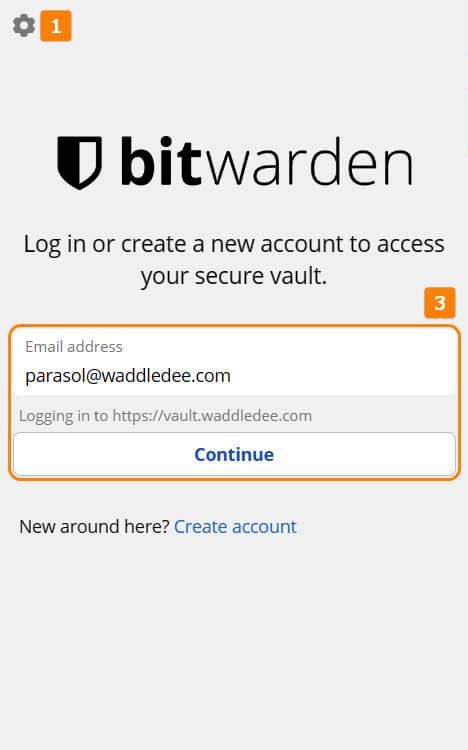 1
bitwarden
Log in or create a new account to access
your secure vault.
3
Email address
parasol@waddledee.com
Logging in to https://vault.waddledee.com
Continue
New around here? Create account